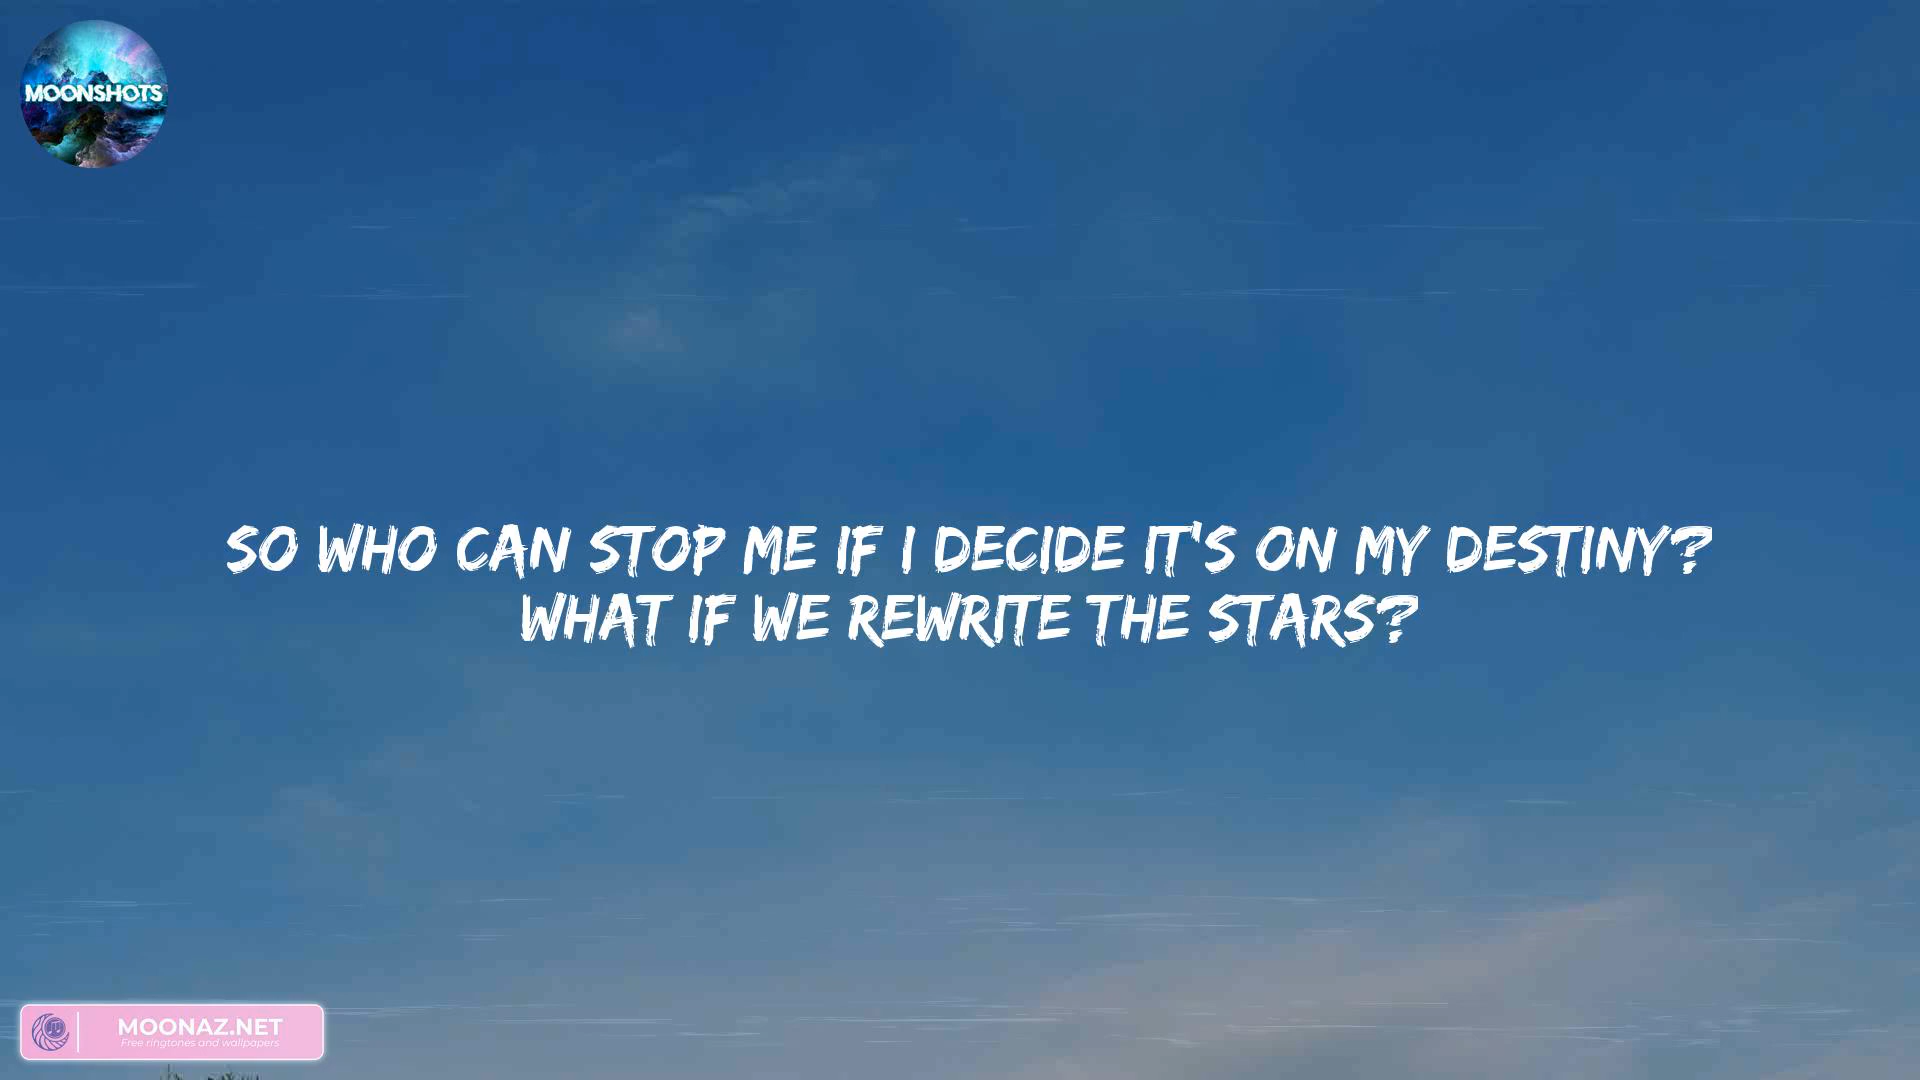 MOONSHOTS
SO WHO CAN STOP ME IF I DECIDE IT'S ON MY DESTINY?
WHAT IF WE REWRITE THE STARS?
MOONAZ.NET
Free ringtones and wallpapers